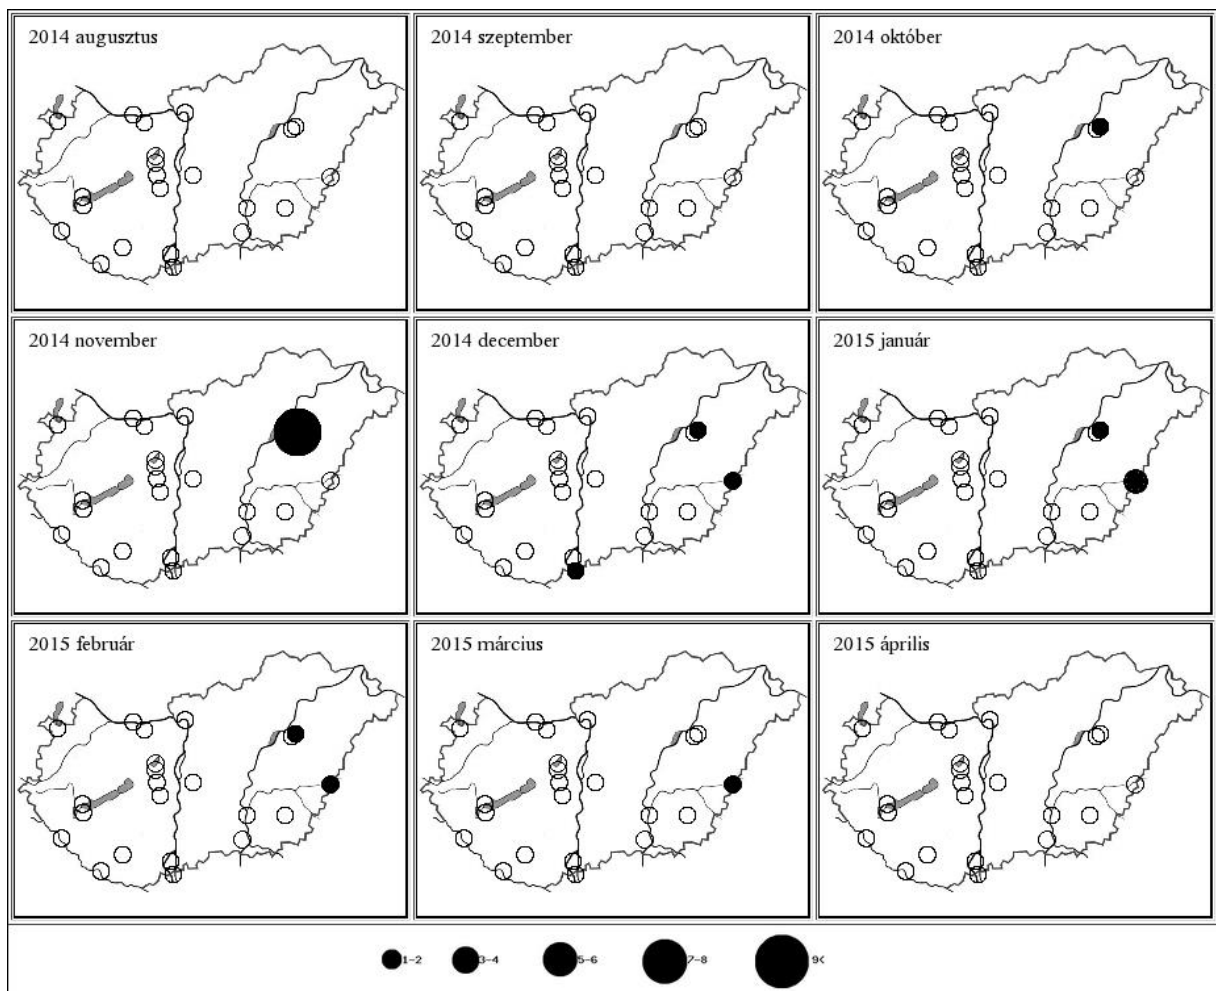 2014 augusztus
2014 szeptember
2014 október
2014 november
2014 december
2015 január
2015 február
2015 március
2015 április
1-2
3-4
5-6
7-8
9<